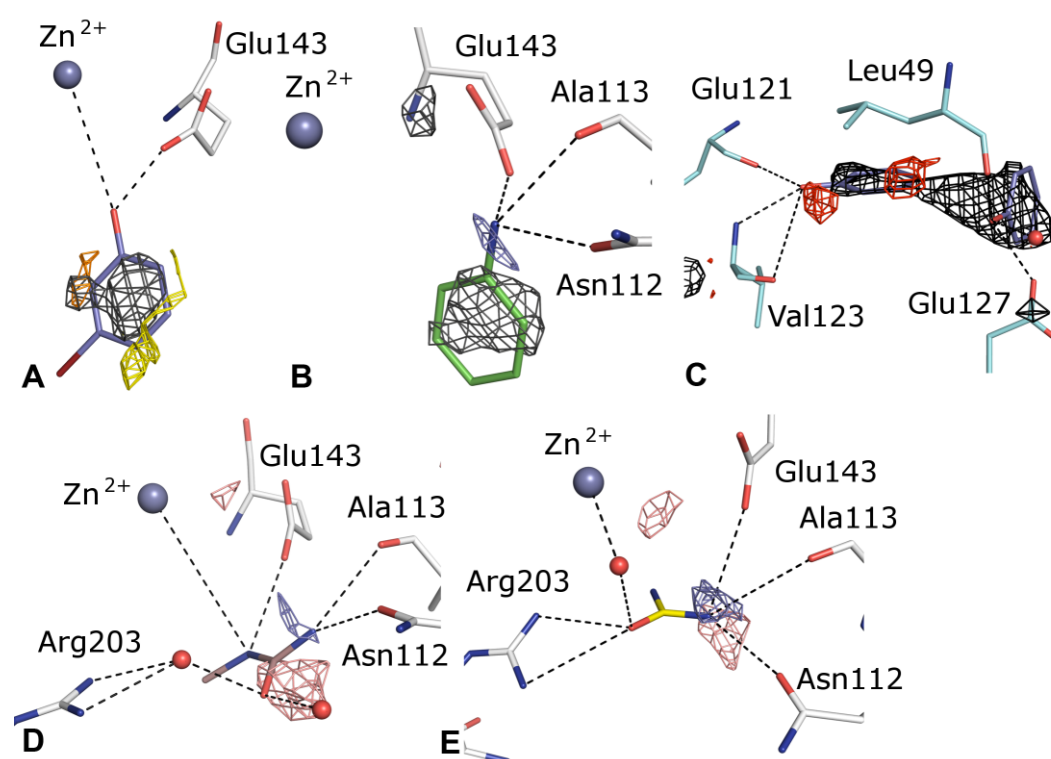 Zn²⁺
Glu143
A
Zn²⁺
Glu143
Ala113
Asn112
B
Glu121
Leu49
Val123
Glu127
C
Zn²⁺
Glu143
Ala113
Arg203
Asn112
D
Zn²⁺
Glu143
Ala113
Arg203
Asn112
E